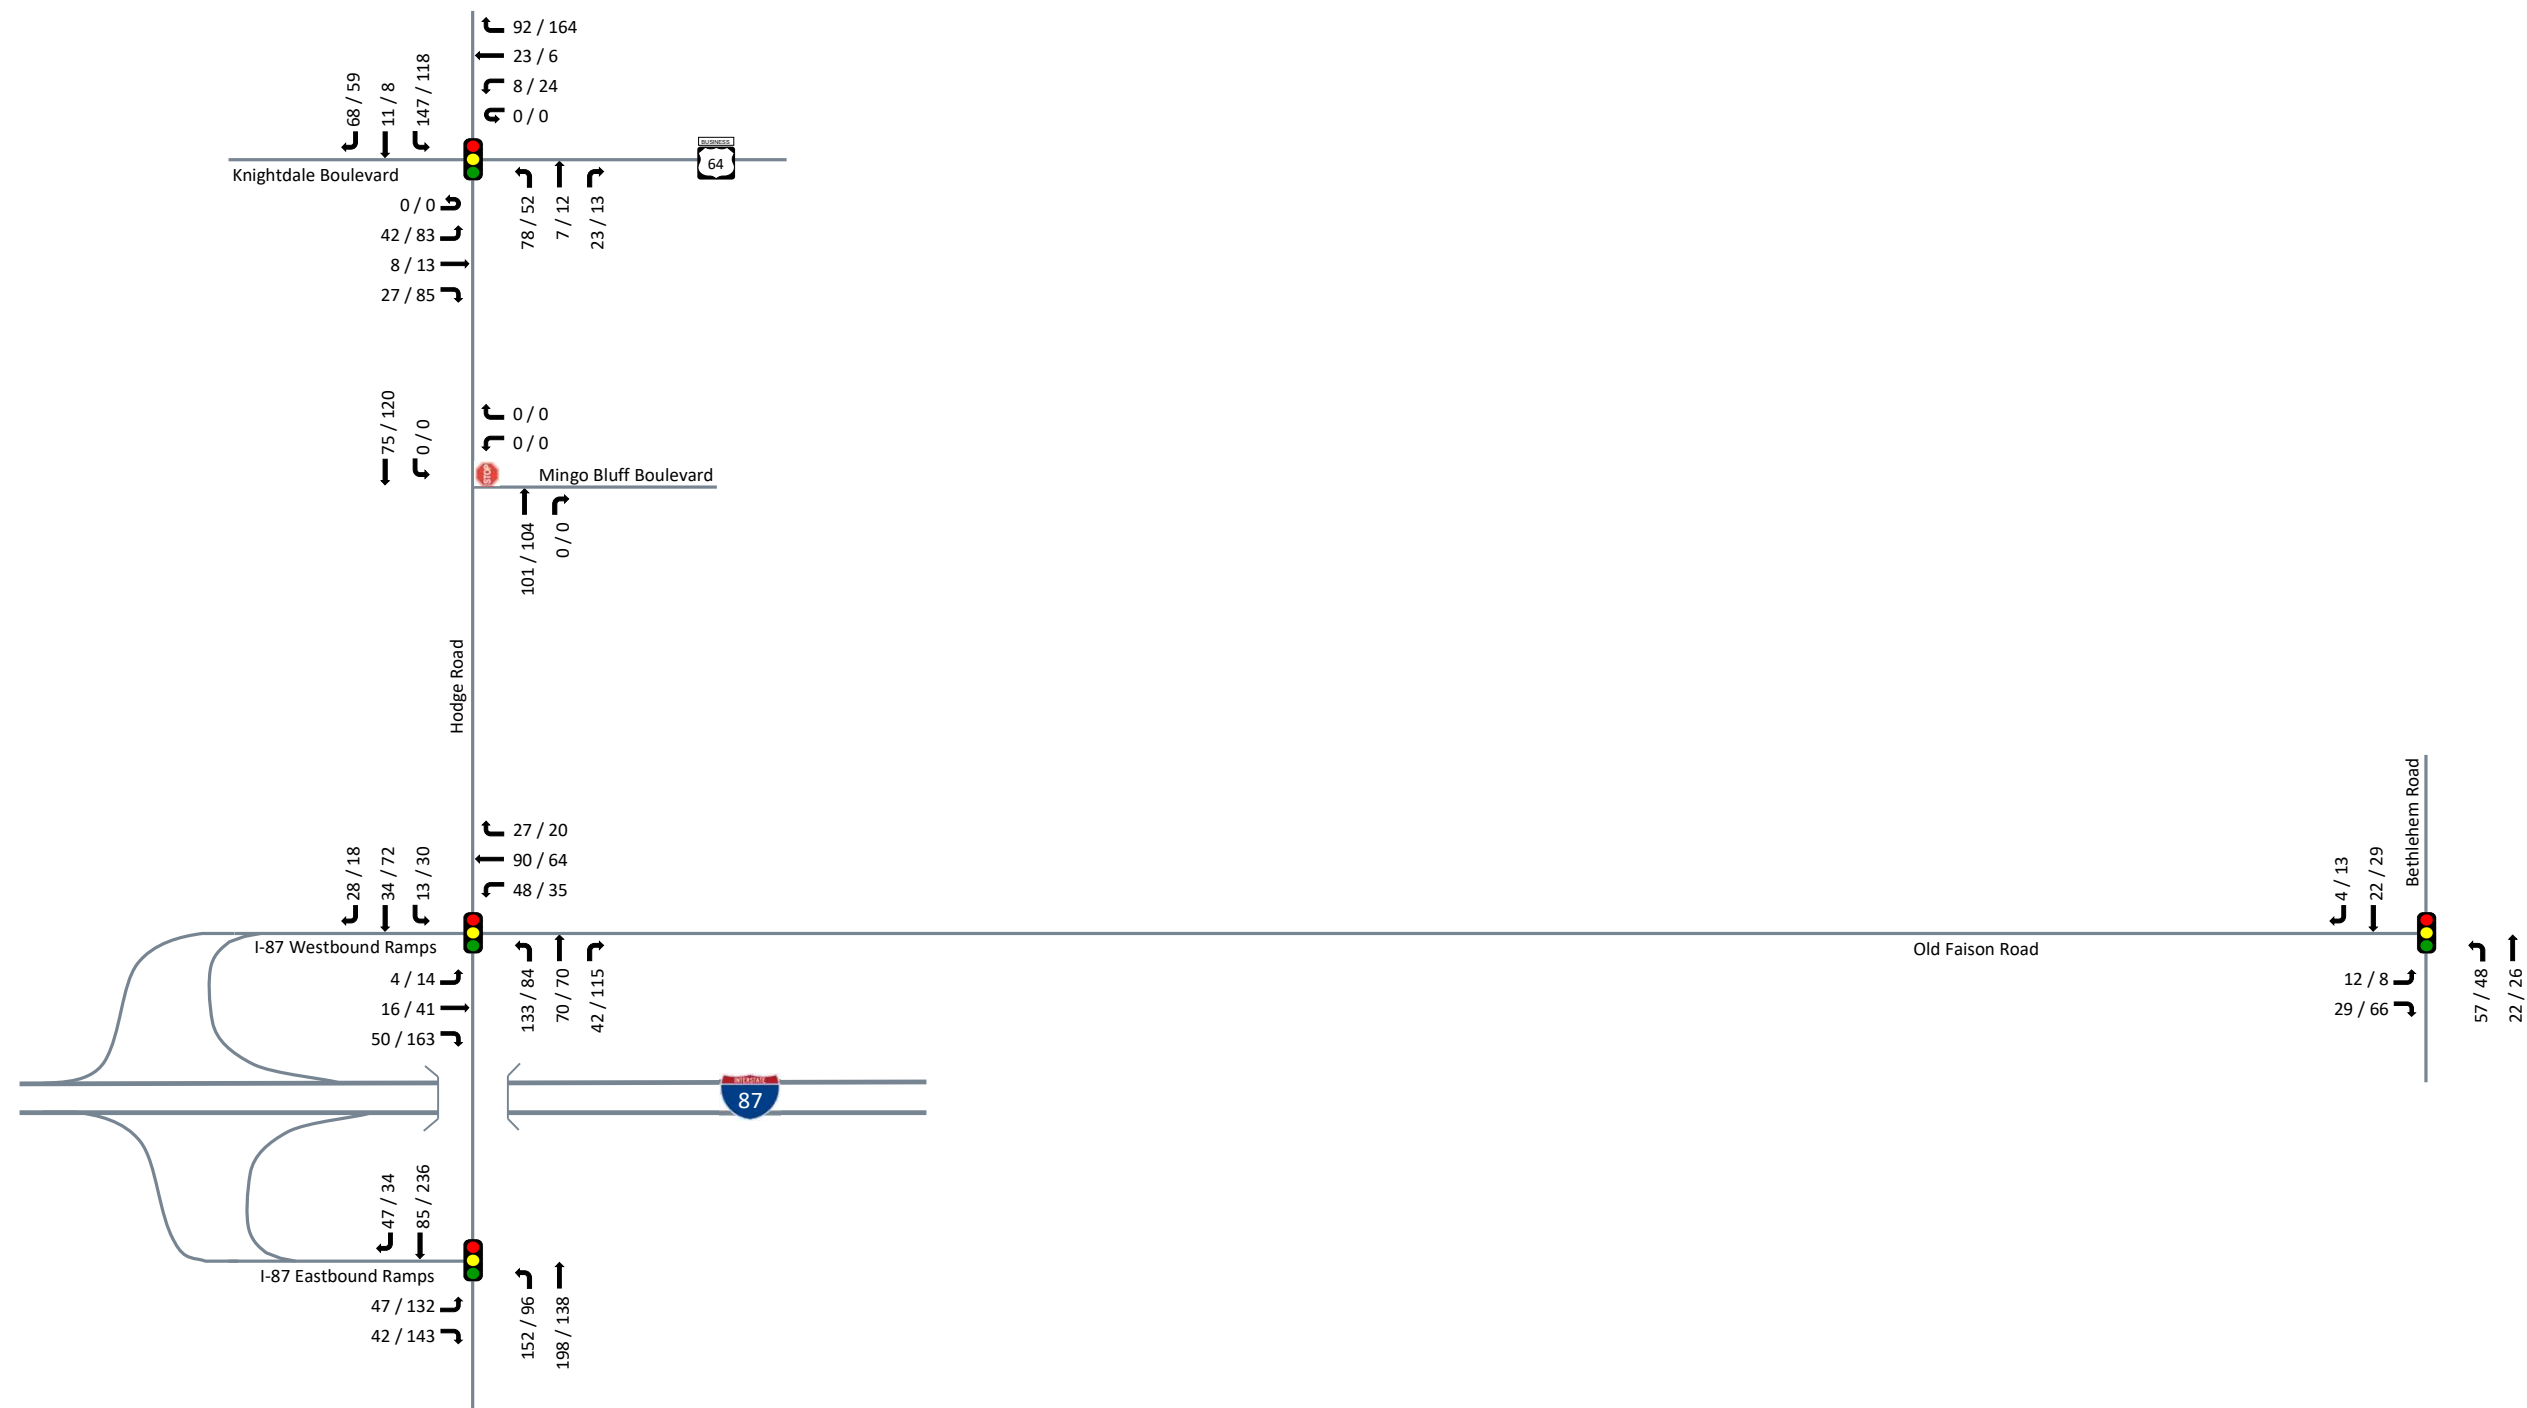 92 / 164
23 / 6
8 / 24
0 / 0
68 / 59
11 / 8
147 / 118
Knightdale Boulevard
BUSINESS
64
0 / 0
42 / 83
8 / 13
27 / 85
78 / 52
7 / 12
23 / 13
75 / 120
0 / 0
0 / 0
0 / 0
STOP
Mingo Bluff Boulevard
101 / 104
0 / 0
Hodge Road
27 / 20
90 / 64
48 / 35
28 / 18
34 / 72
13 / 30
I-87 Westbound Ramps
4 / 14
16 / 41
50 / 163
133 / 84
70 / 70
42 / 115
Old Faison Road
Bethlehem Road
4 / 13
22 / 29
12 / 8
29 / 66
57 / 48
22 / 26
INTERSTATE
87
47 / 34
85 / 236
I-87 Eastbound Ramps
47 / 132
42 / 143
152 / 96
198 / 138